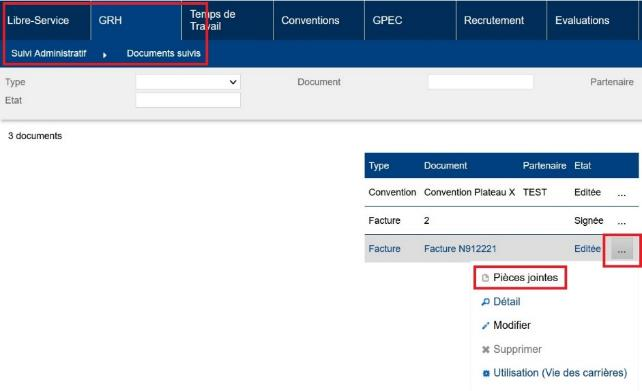 Libre-Service GRH Temps de Travail Conventions GPEC Recrutement Evaluations
Suivi Administratif Documents suivis
Type Document Partenaire
Etat
3 documents
Type Document Partenaire Etat
Convention Convention Plateau X TEST Editée ...
Facture 2 Signée ...
Facture Facture N912221 Editée ...
Pièces jointes
Détail
Modifier
Supprimer
Utilisation (Vie des carrières)